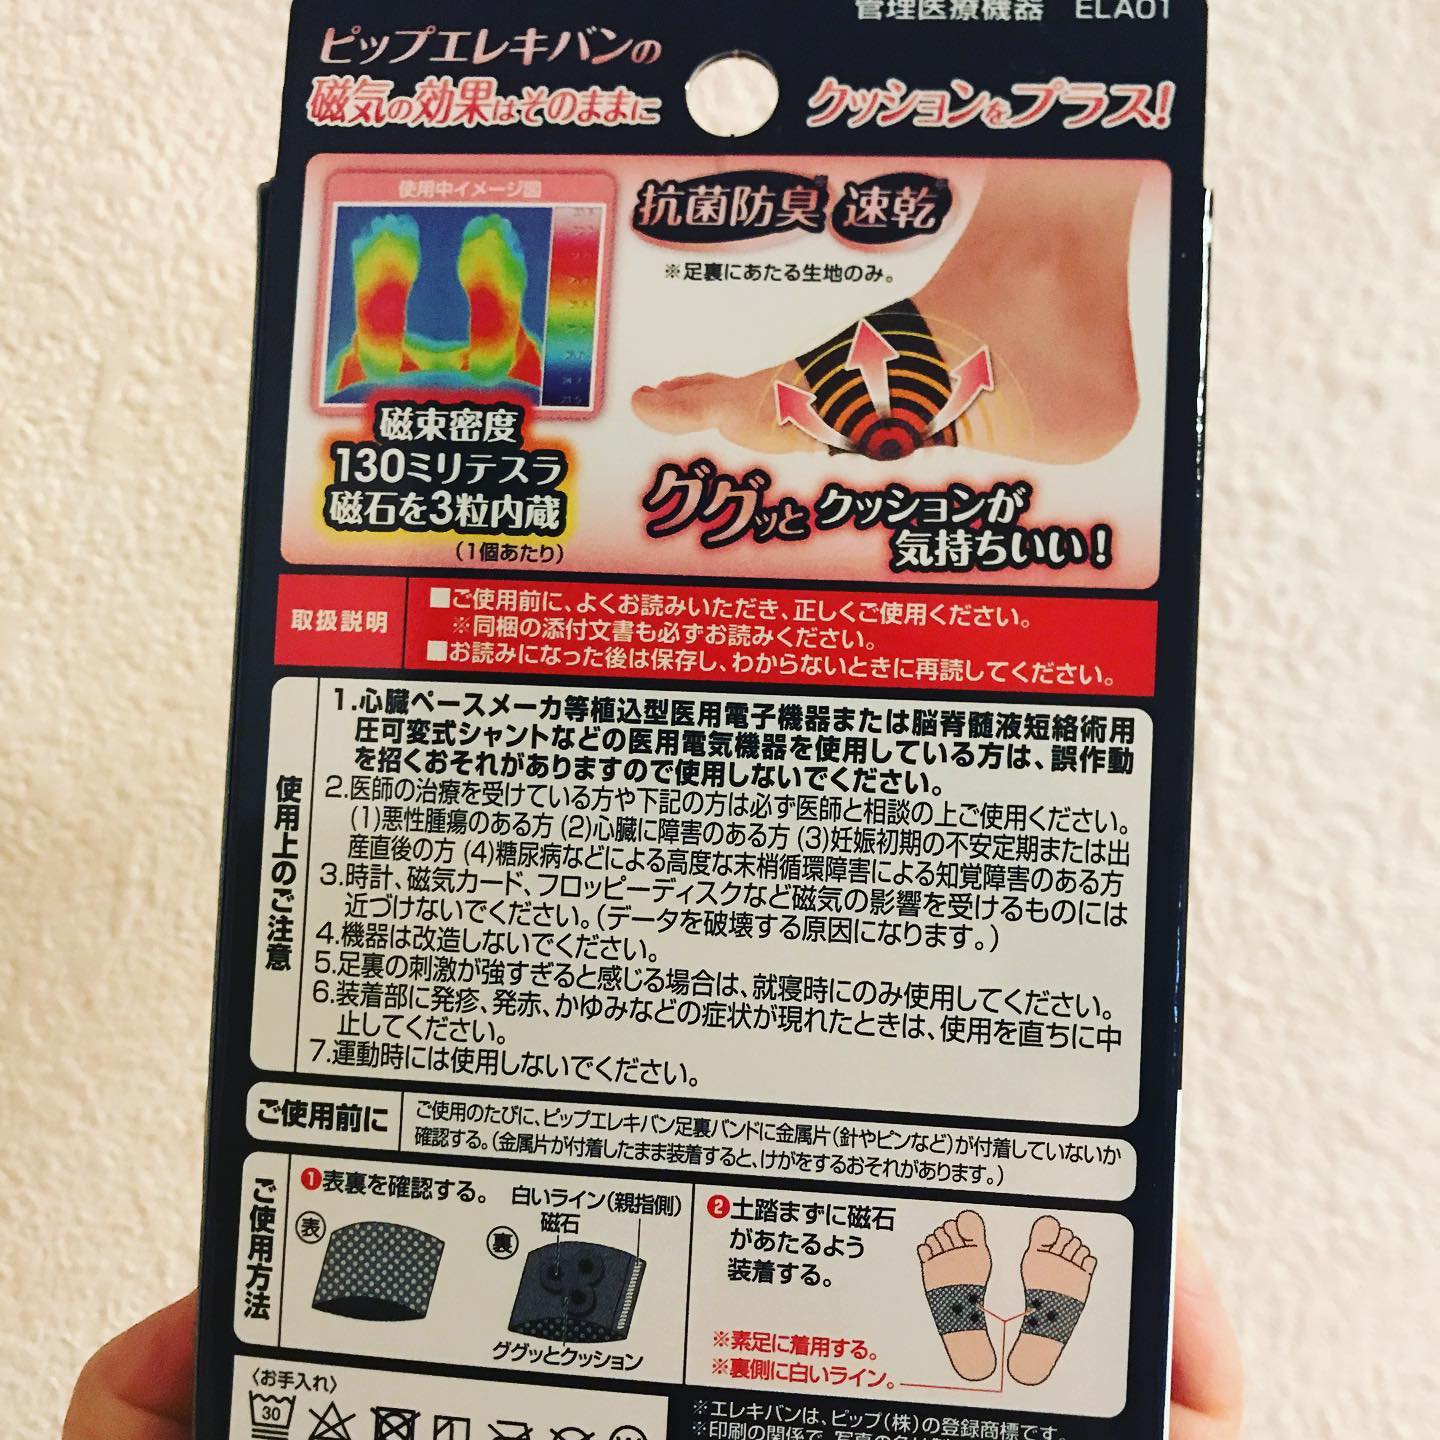 管理医療機器 ELA01
ピップエレキバンの
磁気の効果はそのままに
クッションをプラス!
使用中イメージ図
抗菌防臭※ 速乾※
※足裏にあたる生地のみ。
磁束密度
130ミリテスラ
磁石を3粒内蔵
(1個あたり)
ググッと クッションが
気持ちいい!
取扱説明
■ご使用前に、よくお読みいただき、正しくご使用ください。
※同梱の添付文書も必ずお読みください。
■お読みになった後は保存し、わからないときに再読してください。
使用上のご注意
1.心臓ペースメーカ等植込型医用電子機器または脳脊髄液短絡術用
圧可変式シャントなどの医用電気機器を使用している方は、誤作動
を招くおそれがありますので使用しないでください。
2.医師の治療を受けている方や下記の方は必ず医師と相談の上ご使用ください。
(1)悪性腫瘍のある方 (2)心臓に障害のある方 (3)妊娠初期の不安定期または出
産直後の方 (4)糖尿病などによる高度な末梢循環障害による知覚障害のある方
3.時計、磁気カード、フロッピーディスクなど磁気の影響を受けるものには
近づけないでください。(データを破壊する原因になります。)
4.機器は改造しないでください。
5.足裏の刺激が強すぎると感じる場合は、就寝時にのみ使用してください。
6.装着部に発疹、発赤、かゆみなどの症状が現れたときは、使用を直ちに中
止してください。
7.運動時には使用しないでください。
ご使用前に
ご使用のたびに、ピップエレキバン足裏バンドに金属片(針やピンなど)が付着していないか
確認する。(金属片が付着したまま装着すると、けがをするおそれがあります。)
ご使用方法
❶表裏を確認する。
白いライン(親指側)
磁石
表
裏
ググッとクッション
❷土踏まずに磁石
があたるよう
装着する。
※素足に着用する。
※裏側に白いライン。
〈お手入れ〉
30
※エレキバンは、ピップ(株)の登録商標です。
※印刷の関係で、